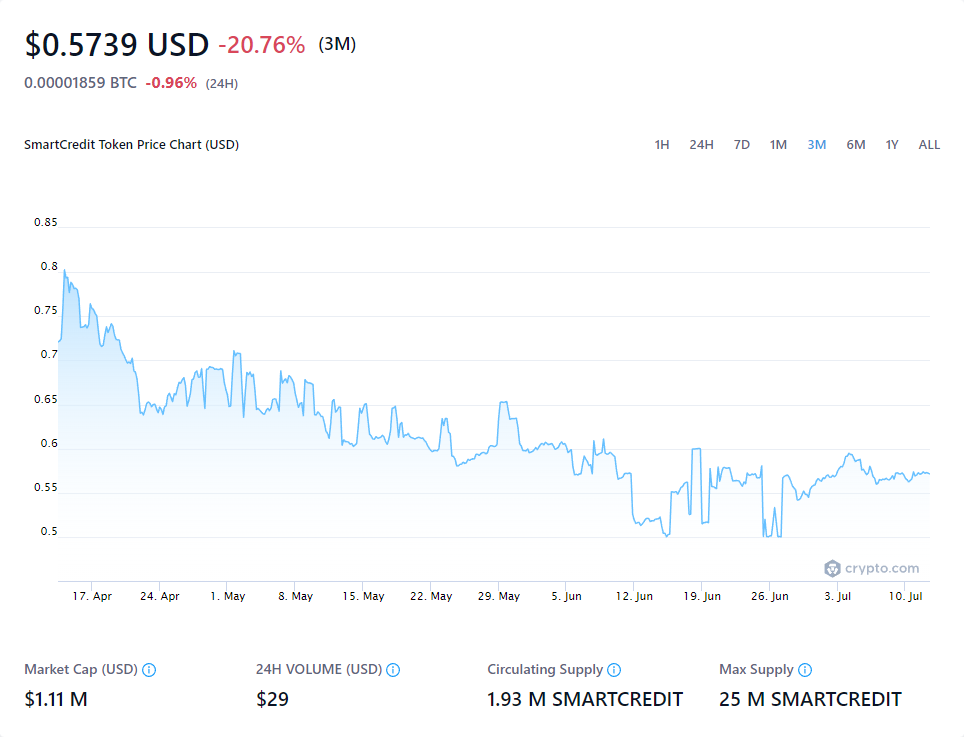 $0.5739 USD -20.76% (3M)
0.00001859 BTC -0.96% (24H)
SmartCredit Token Price Chart (USD) 1H 24H 7D 1M 3M 6M 1Y ALL
0.85
0.8
0.75
0.7
0.65
0.6
0.55
0.5
crypto.com
17. Apr 24. Apr 1. May 8. May 15. May 22. May 29. May 5. Jun 12. Jun 19. Jun 26. Jun 3. Jul 10. Jul
Market Cap (USD) 24H VOLUME (USD) Circulating Supply Max Supply
$1.11 M $29 1.93 M SMARTCREDIT 25 M SMARTCREDIT